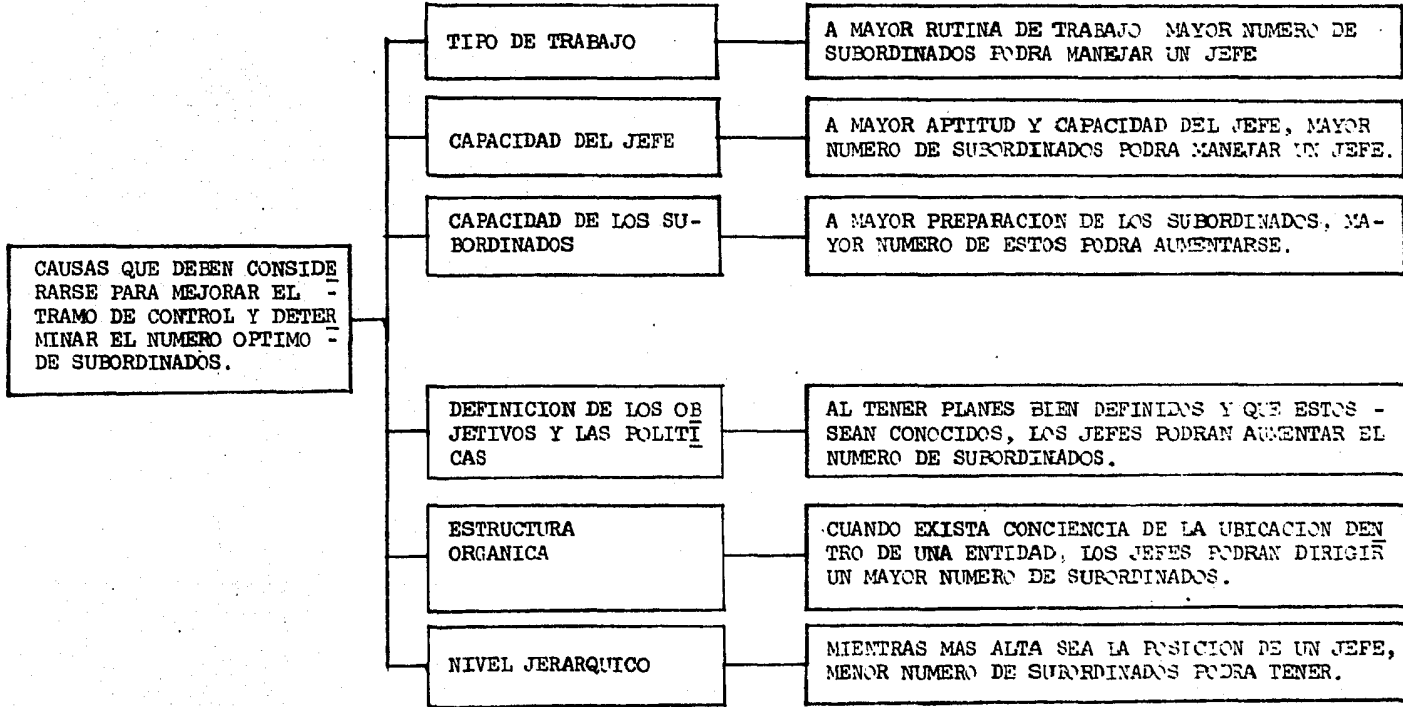 CAUSAS QUE DEBEN CONSIDE
RARSE PARA MEJORAR EL -
TRAMO DE CONTROL Y DETER
MINAR EL NUMERO OPTIMO -
DE SUBORDINADOS.
TIPO DE TRABAJO
A MAYOR RUTINA DE TRABAJO MAYOR NUMERO DE
SUBORDINADOS PODRA MANEJAR UN JEFE
CAPACIDAD DEL JEFE
A MAYOR APTITUD Y CAPACIDAD DEL JEFE, MAYOR
NUMERO DE SUBORDINADOS PODRA MANEJAR UN JEFE.
CAPACIDAD DE LOS SU-
BORDINADOS
A MAYOR PREPARACION DE LOS SUBORDINADOS, MA-
YOR NUMERO DE ESTOS PODRA AUMENTARSE.
DEFINICION DE LOS OB
JETIVOS Y LAS POLITI
CAS
AL TENER PLANES BIEN DEFINIDOS Y QUE ESTOS -
SEAN CONOCIDOS, LOS JEFES PODRAN AUMENTAR EL
NUMERO DE SUBORDINADOS.
ESTRUCTURA
ORGANICA
CUANDO EXISTA CONCIENCIA DE LA UBICACION DEN
TRO DE UNA ENTIDAD, LOS JEFES PODRAN DIRIGIR
UN MAYOR NUMERO DE SUBORDINADOS.
NIVEL JERARQUICO
MIENTRAS MAS ALTA SEA LA POSICION DE UN JEFE,
MENOR NUMERO DE SUBORDINADOS PODRA TENER.